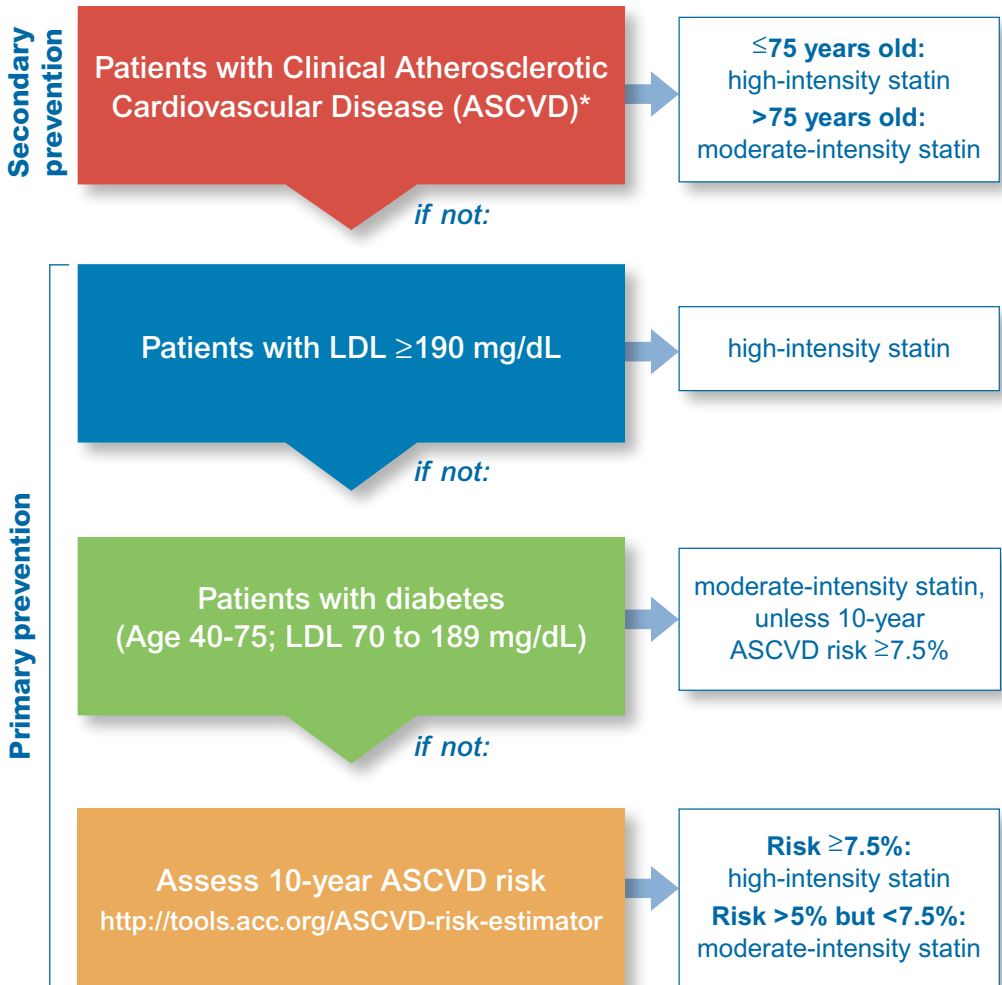 Secondary
prevention
Patients with Clinical Atherosclerotic
Cardiovascular Disease (ASCVD)*
≤75 years old:
high-intensity statin
>75 years old:
moderate-intensity statin
if not:
Primary prevention
Patients with LDL ≥190 mg/dL
high-intensity statin
if not:
Patients with diabetes
(Age 40-75; LDL 70 to 189 mg/dL)
moderate-intensity statin,
unless 10-year
ASCVD risk ≥7.5%
if not:
Assess 10-year ASCVD risk
http://tools.acc.org/ASCVD-risk-estimator
Risk ≥7.5%:
high-intensity statin
Risk >5% but <7.5%:
moderate-intensity statin